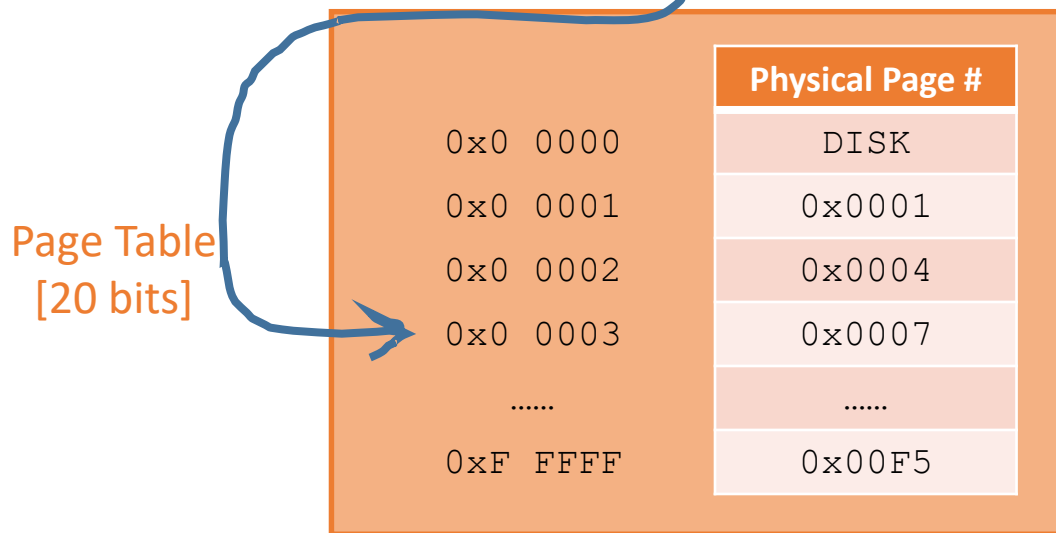 Physical Page #
0x0 0000 DISK
0x0 0001 0x0001
0x0 0002 0x0004
Page Table
[20 bits]
0x0 0003 0x0007
…… ……
0xF FFFF 0x00F5